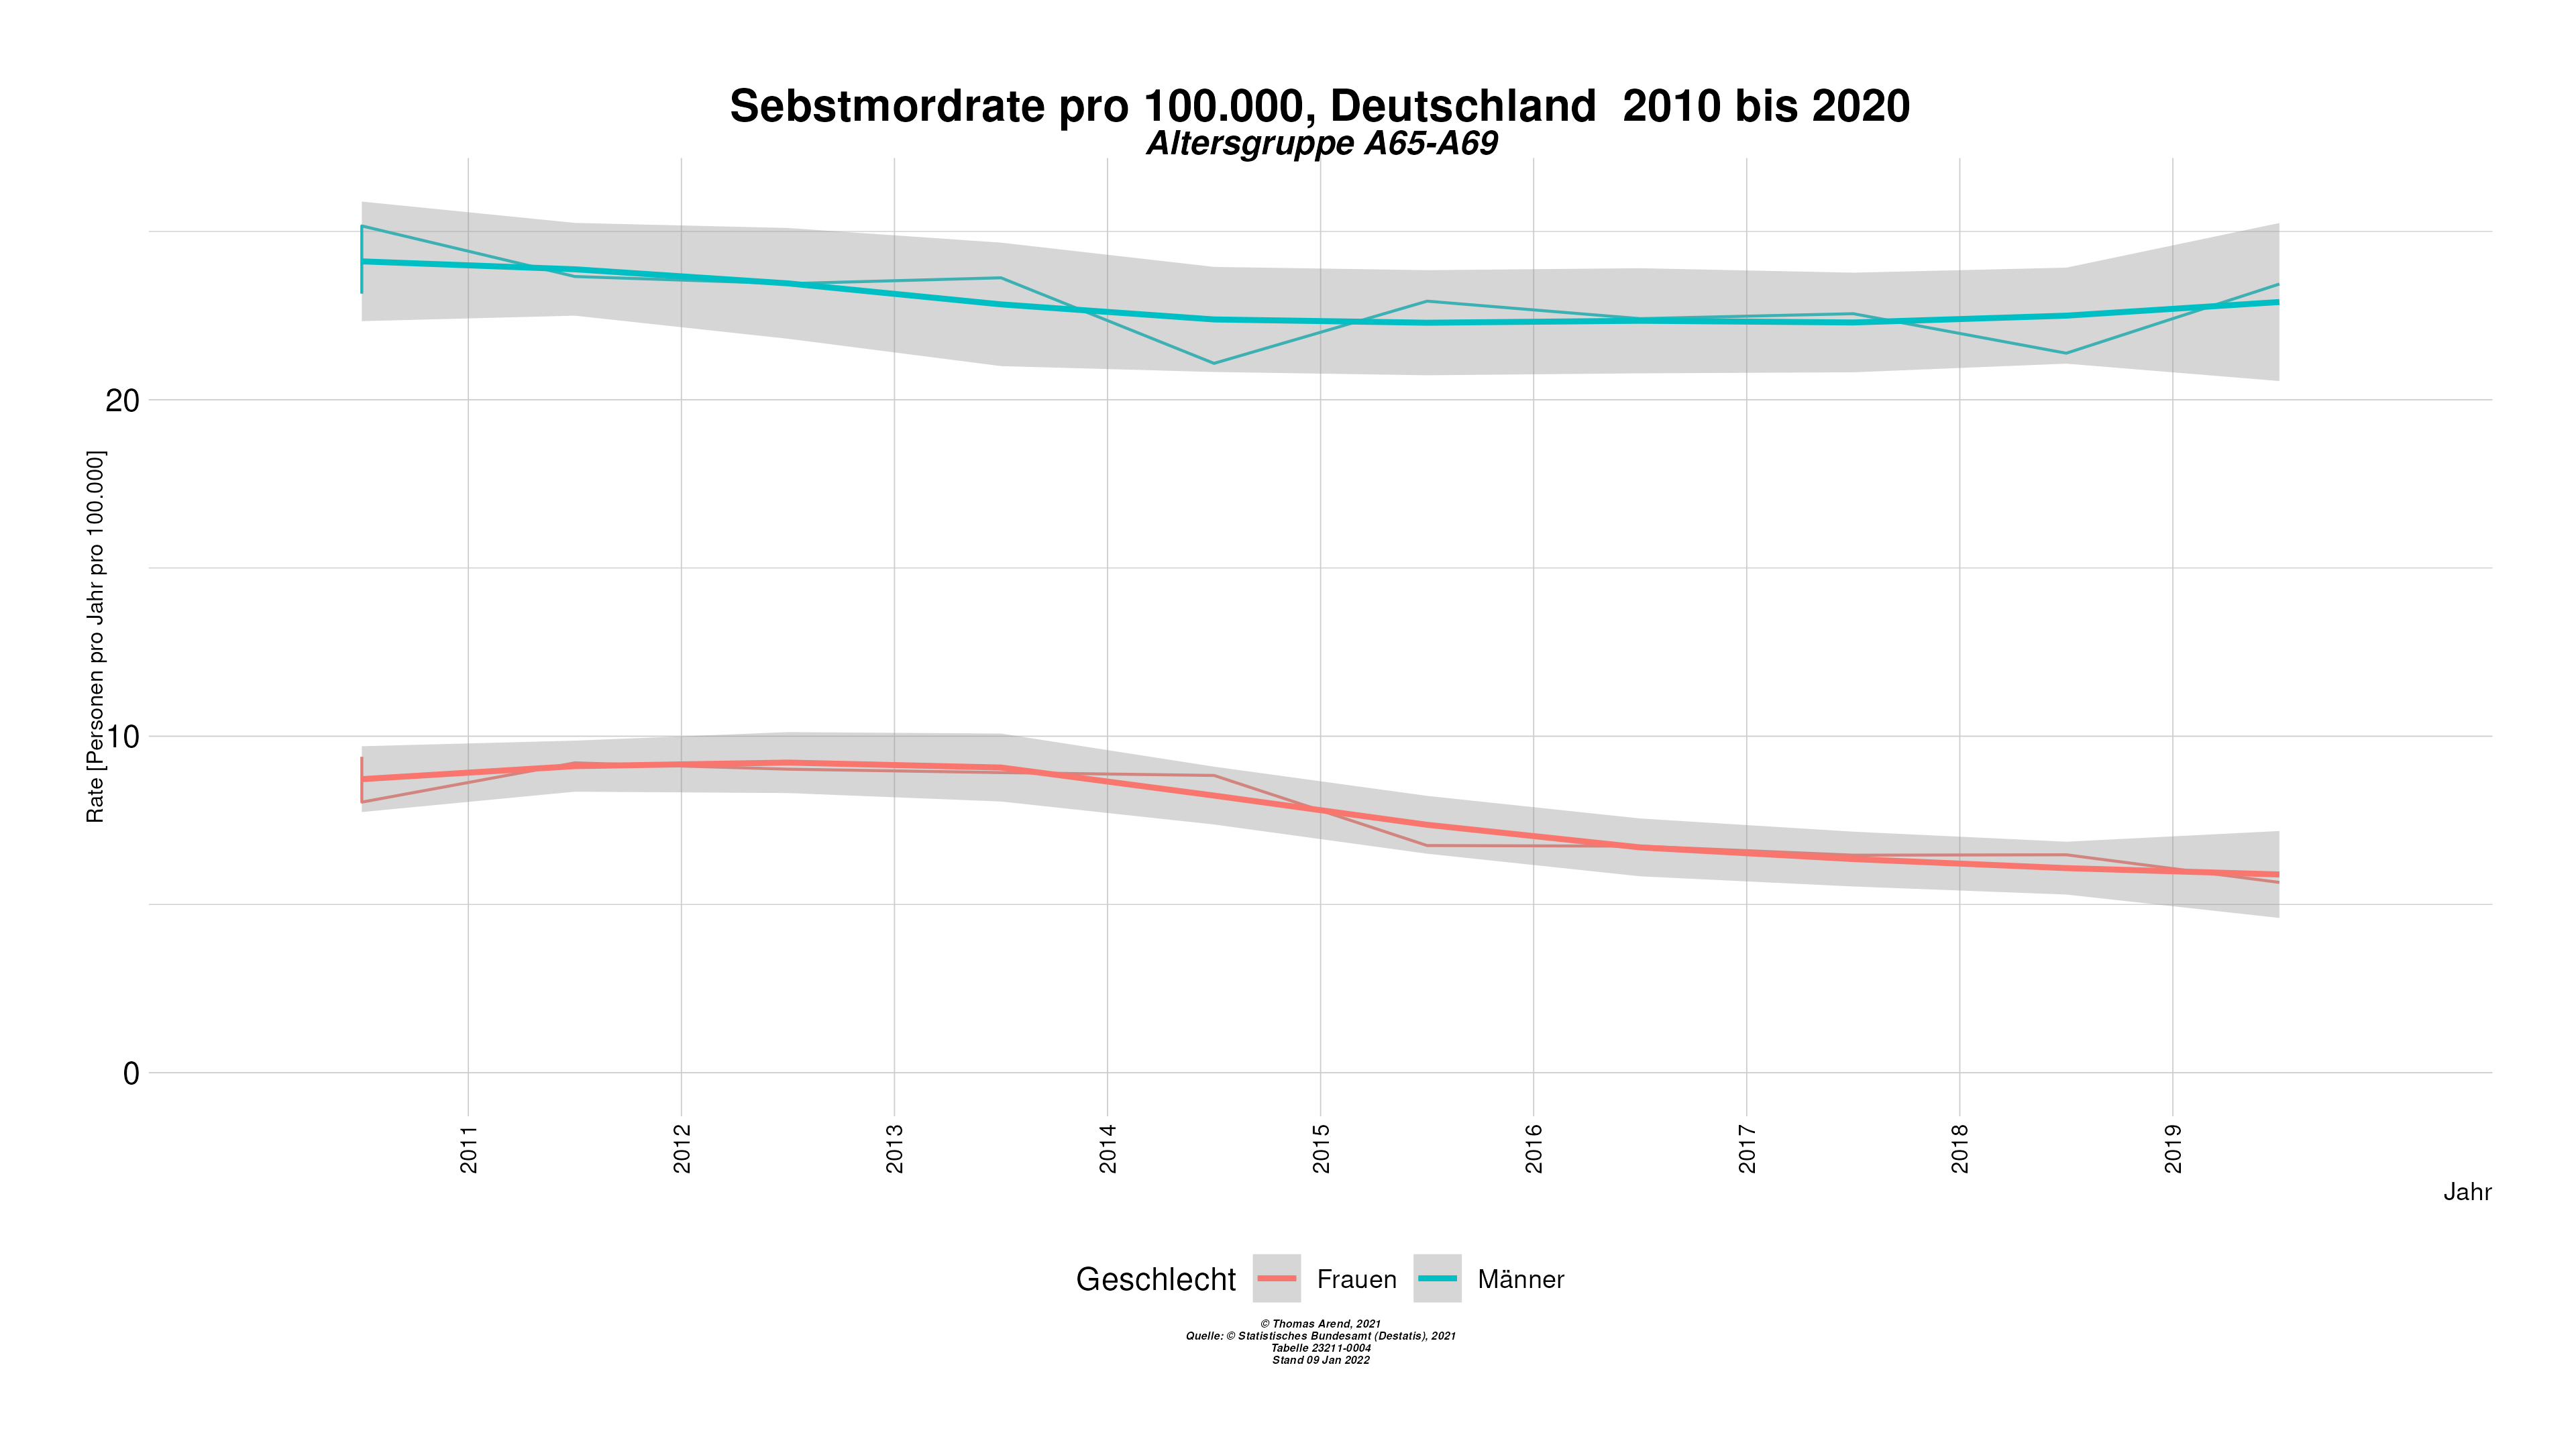 Sebstmordrate pro 100.000, Deutschland  2010 bis 2020
Altersgruppe A65-A69
Rate [Personen pro Jahr pro 100.000]
20
10
0
2011
2012
2013
2014
2015
2016
2017
2018
2019
Jahr
Geschlecht Frauen Männer
© Thomas Arend, 2021
Quelle: © Statistisches Bundesamt (Destatis), 2021
Tabelle 23211-0004
Stand 09 Jan 2022